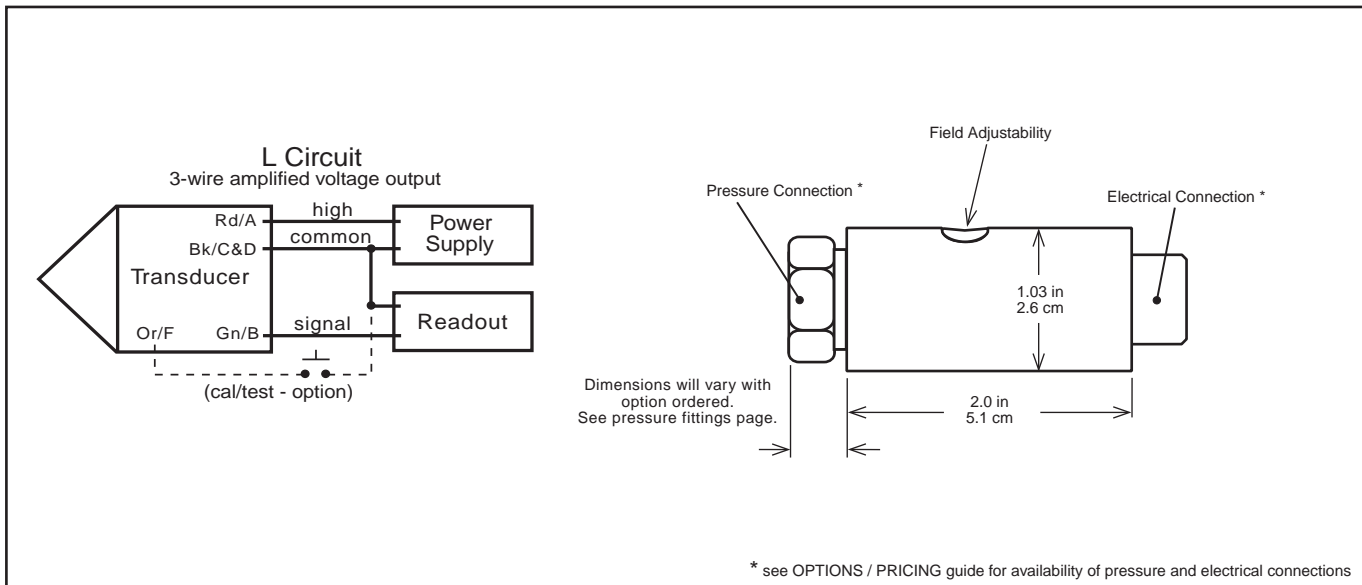 L Circuit
3-wire amplified voltage output
Rd/A
high
Power
Supply
Bk/C&D
common
Transducer
Or/F
Gn/B
signal
Readout
(cal/test - option)
Field Adjustability
Pressure Connection *
Electrical Connection *
1.03 in
2.6 cm
Dimensions will vary with
option ordered.
See pressure fittings page.
2.0 in
5.1 cm
* see OPTIONS / PRICING guide for availability of pressure and electrical connections